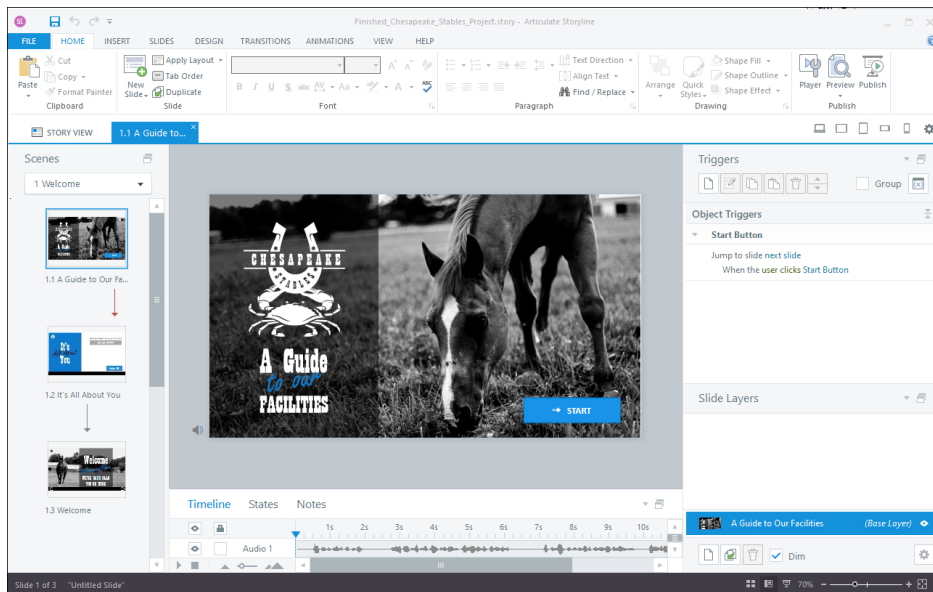 Finished_Chesapeake_Stables_Project.story - Articulate Storyline
FILE HOME INSERT SLIDES DESIGN TRANSITIONS ANIMATIONS VIEW HELP
Paste
Cut
Copy
Format Painter
Clipboard
New Slide
Apply Layout
Tab Order
Duplicate
Slide
B I U S abc AV Aa A ABC
Font
Text Direction
Align Text
Find / Replace
Paragraph
Arrange
Quick Styles
Shape Fill
Shape Outline
Shape Effect
Drawing
Player Preview Publish
Publish
STORY VIEW
1.1 A Guide to...
Scenes
1 Welcome
1.1 A Guide to Our Fa...
It's
You
1.2 It's All About You
Welcome
1.3 Welcome
CHESAPEAKE
STABLES
A Guide
to our
FACILITIES
START
Timeline States Notes
1s 2s 3s 4s 5s 6s 7s 8s 9s 10s
Audio 1
Triggers
Group
Object Triggers
Start Button
Jump to slide next slide
When the user clicks Start Button
Slide Layers
A Guide to Our Facilities (Base Layer)
Dim
Slide 1 of 3 "Untitled Slide"
70%